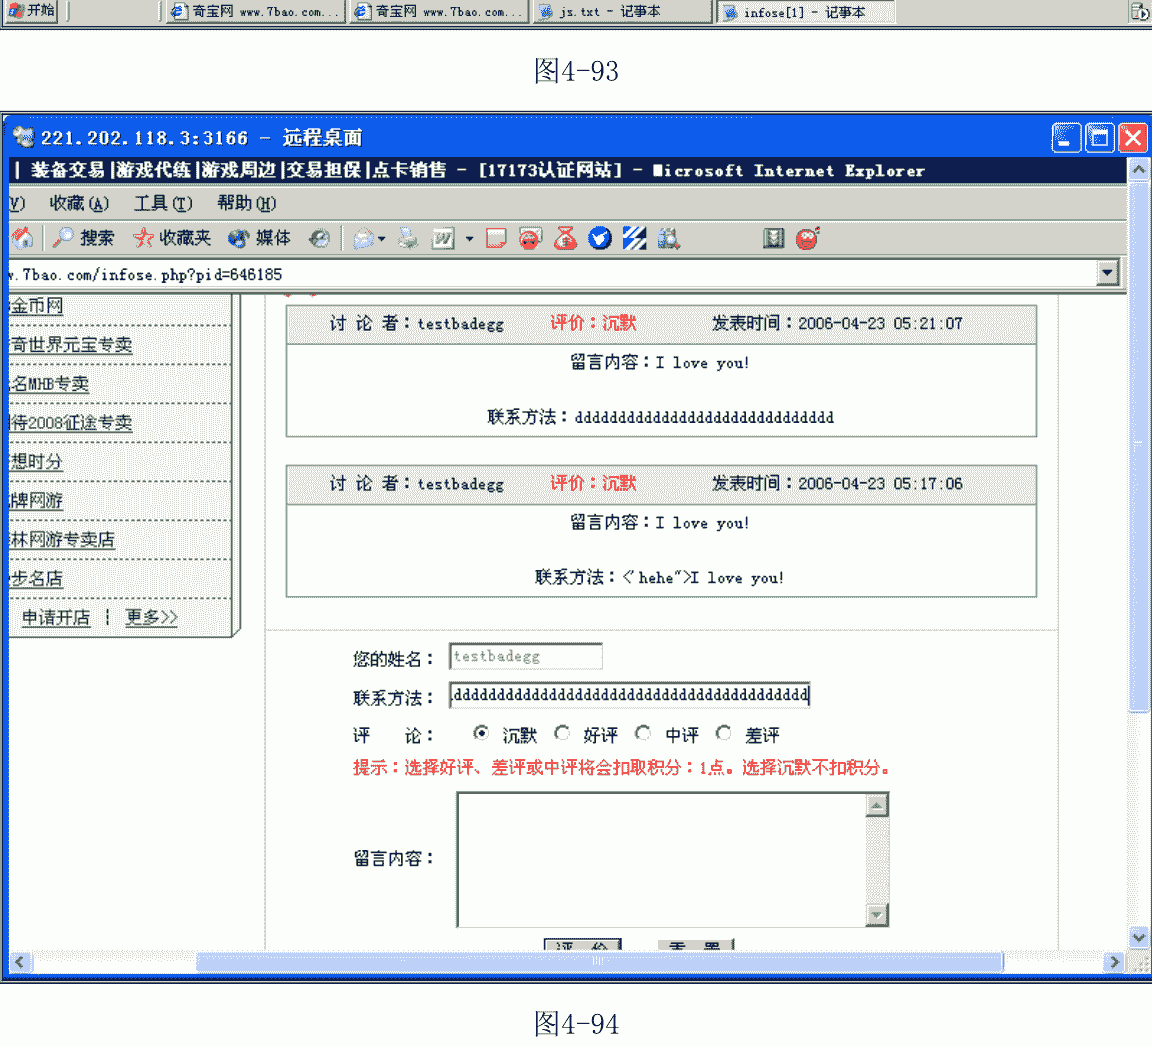 开始 奇宝网 www.7bao.com... 奇宝网 www.7bao.com... js.txt - 记事本 infose[1] - 记事本
图4-93
221.202.118.3:3166 - 远程桌面
| 装备交易|游戏代练|游戏周边|交易担保|点卡销售 - [17173认证网站] - Microsoft Internet Explorer
V) 收藏(A) 工具(T) 帮助(H)
搜索 收藏夹 媒体
w.7bao.com/infose.php?pid=646185
金币网
奇世界元宝专卖
名MHB专卖
待2008征途专卖
想时分
牌网游
林网游专卖店
步名店
申请开店 | 更多>>
讨 论 者：testbadegg 评价：沉默 发表时间：2006-04-23 05:21:07
留言内容：I love you!
联系方法：dddddddddddddddddddddddddddddd
讨 论 者：testbadegg 评价：沉默 发表时间：2006-04-23 05:17:06
留言内容：I love you!
联系方法：<"hehe">I love you!
您的姓名： testbadegg
联系方法： .ddddddddddddddddddddddddddddddddddddddddd
评 论： 沉默 好评 中评 差评
提示：选择好评、差评或中评将会扣取积分：1点。选择沉默不扣积分。
留言内容：
评 价 重 置
图4-94